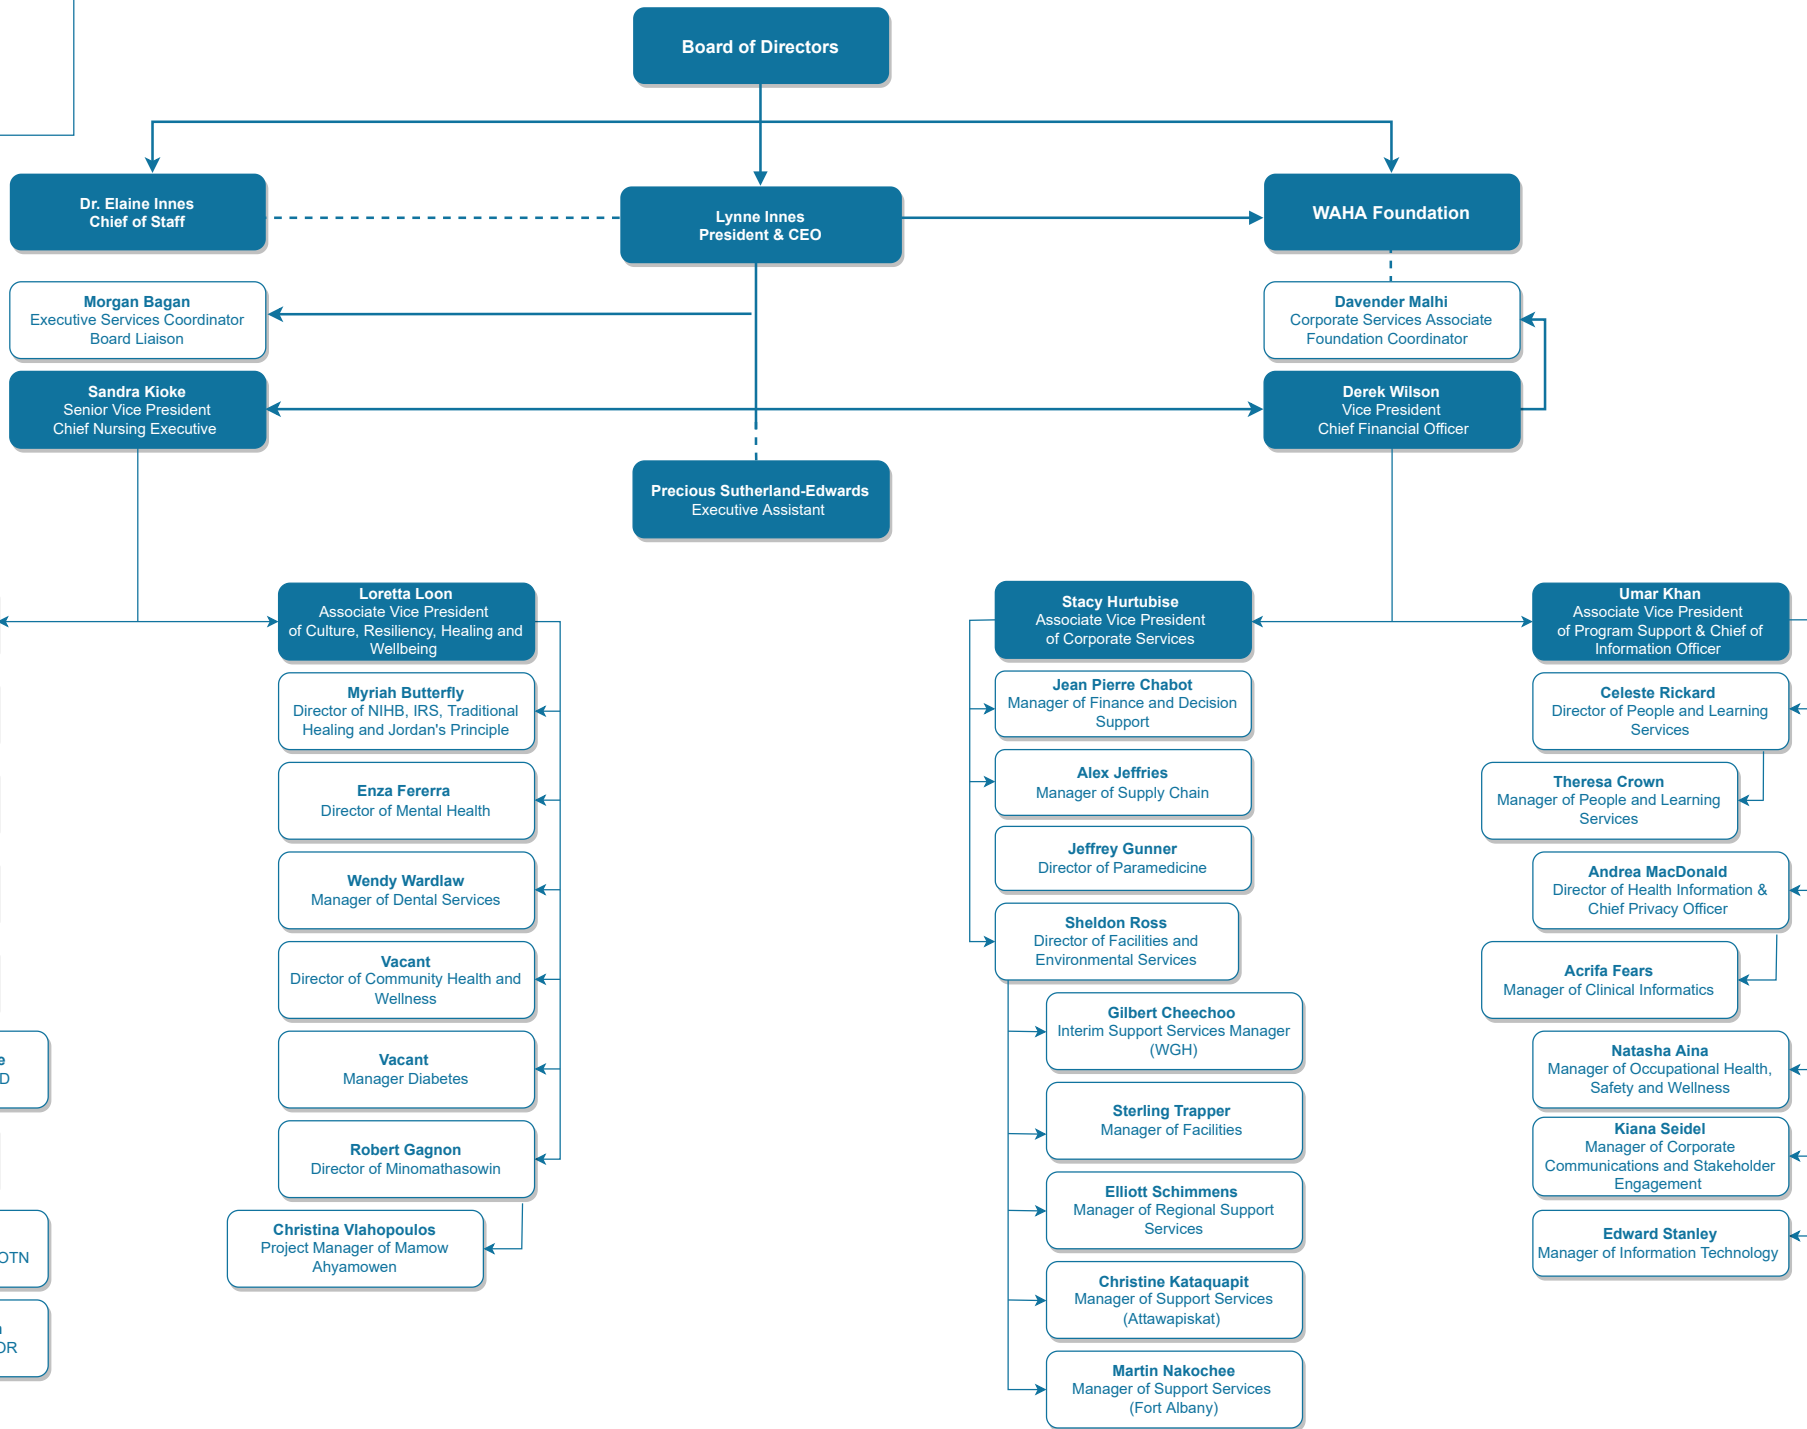 Board of Directors
Dr. Elaine Innes
Chief of Staff
Lynne Innes
President & CEO
WAHA Foundation
Morgan Bagan
Executive Services Coordinator
Board Liaison
Davender Malhi
Corporate Services Associate
Foundation Coordinator
Sandra Kioke
Senior Vice President
Chief Nursing Executive
Derek Wilson
Vice President
Chief Financial Officer
Precious Sutherland-Edwards
Executive Assistant
Loretta Loon
Associate Vice President
of Culture, Resiliency, Healing and
Wellbeing
Myriah Butterfly
Director of NIHB, IRS, Traditional
Healing and Jordan's Principle
Enza Fererra
Director of Mental Health
Wendy Wardlaw
Manager of Dental Services
Vacant
Director of Community Health and
Wellness
Vacant
Manager Diabetes
Robert Gagnon
Director of Minomathasowin
Christina Vlahopoulos
Project Manager of Mamow
Ahyamowen
Stacy Hurtubise
Associate Vice President
of Corporate Services
Jean Pierre Chabot
Manager of Finance and Decision
Support
Alex Jeffries
Manager of Supply Chain
Jeffrey Gunner
Director of Paramedicine
Sheldon Ross
Director of Facilities and
Environmental Services
Gilbert Cheechoo
Interim Support Services Manager
(WGH)
Sterling Trapper
Manager of Facilities
Elliott Schimmens
Manager of Regional Support
Services
Christine Kataquapit
Manager of Support Services
(Attawapiskat)
Martin Nakochee
Manager of Support Services
(Fort Albany)
Umar Khan
Associate Vice President
of Program Support & Chief of
Information Officer
Celeste Rickard
Director of People and Learning
Services
Theresa Crown
Manager of People and Learning
Services
Andrea MacDonald
Director of Health Information &
Chief Privacy Officer
Acrifa Fears
Manager of Clinical Informatics
Natasha Aina
Manager of Occupational Health,
Safety and Wellness
Kiana Seidel
Manager of Corporate
Communications and Stakeholder
Engagement
Edward Stanley
Manager of Information Technology